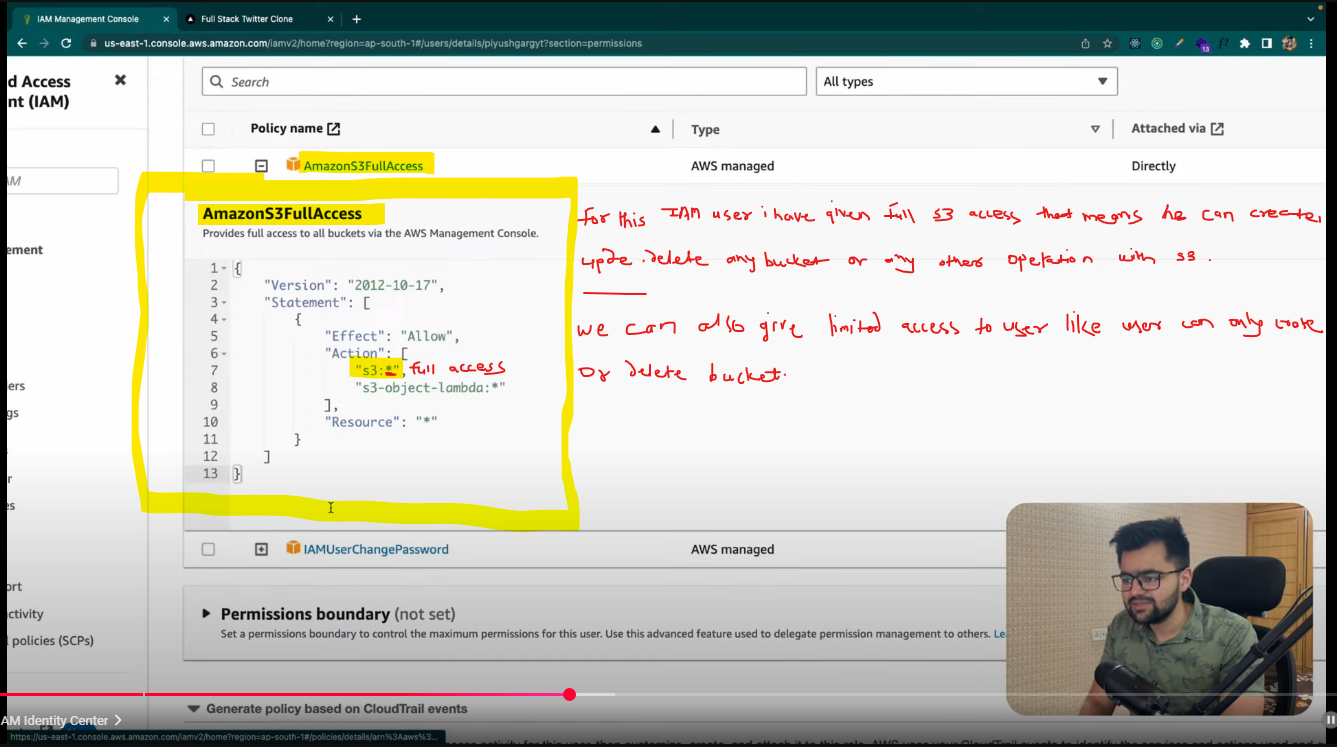 IAM Management Console
Full Stack Twitter Clone
us-east-1.console.aws.amazon.com/iamv2/home?region=ap-south-1#/users/details/piyushgargyt?section=permissions
13
d Access
nt (IAM)
Search
All types
Policy name
Type
Attached via
AM
AmazonS3FullAccess
AWS managed
Directly
AmazonS3FullAccess
Provides full access to all buckets via the AWS Management Console.
for this IAM user i have given full S3 access that means he can create,
upde. delete any bucket or any others operation with s3.
we can also give limited access to user like user can only create
or delete bucket.
ement
1 {
2 "Version": "2012-10-17",
3 "Statement": [
4 {
5 "Effect": "Allow",
6 "Action": [
7 "s3:*", full access
8 "s3-object-lambda:*"
9 ],
10 "Resource": "*"
11 }
12 ]
13 }
ers
gs
r
es
IAMUserChangePassword
AWS managed
ort
ctivity
l policies (SCPs)
Permissions boundary (not set)
Set a permissions boundary to control the maximum permissions for this user. Use this advanced feature used to delegate permission management to others. Le
Generate policy based on CloudTrail events
AM Identity Center
https://us-east-1.console.aws.amazon.com/iamv2/home?region=ap-south-1#/policies/details/arn%3Aaws%...